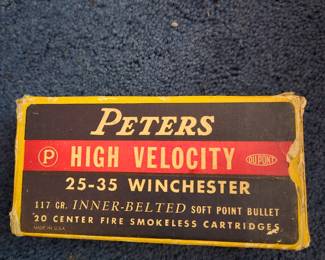 PETERS
P HIGH VELOCITY DU PONT
25-35 WINCHESTER
117 GR. INNER-BELTED SOFT POINT BULLET
20 CENTER FIRE SMOKELESS CARTRIDGES
MADE IN U.S.A.